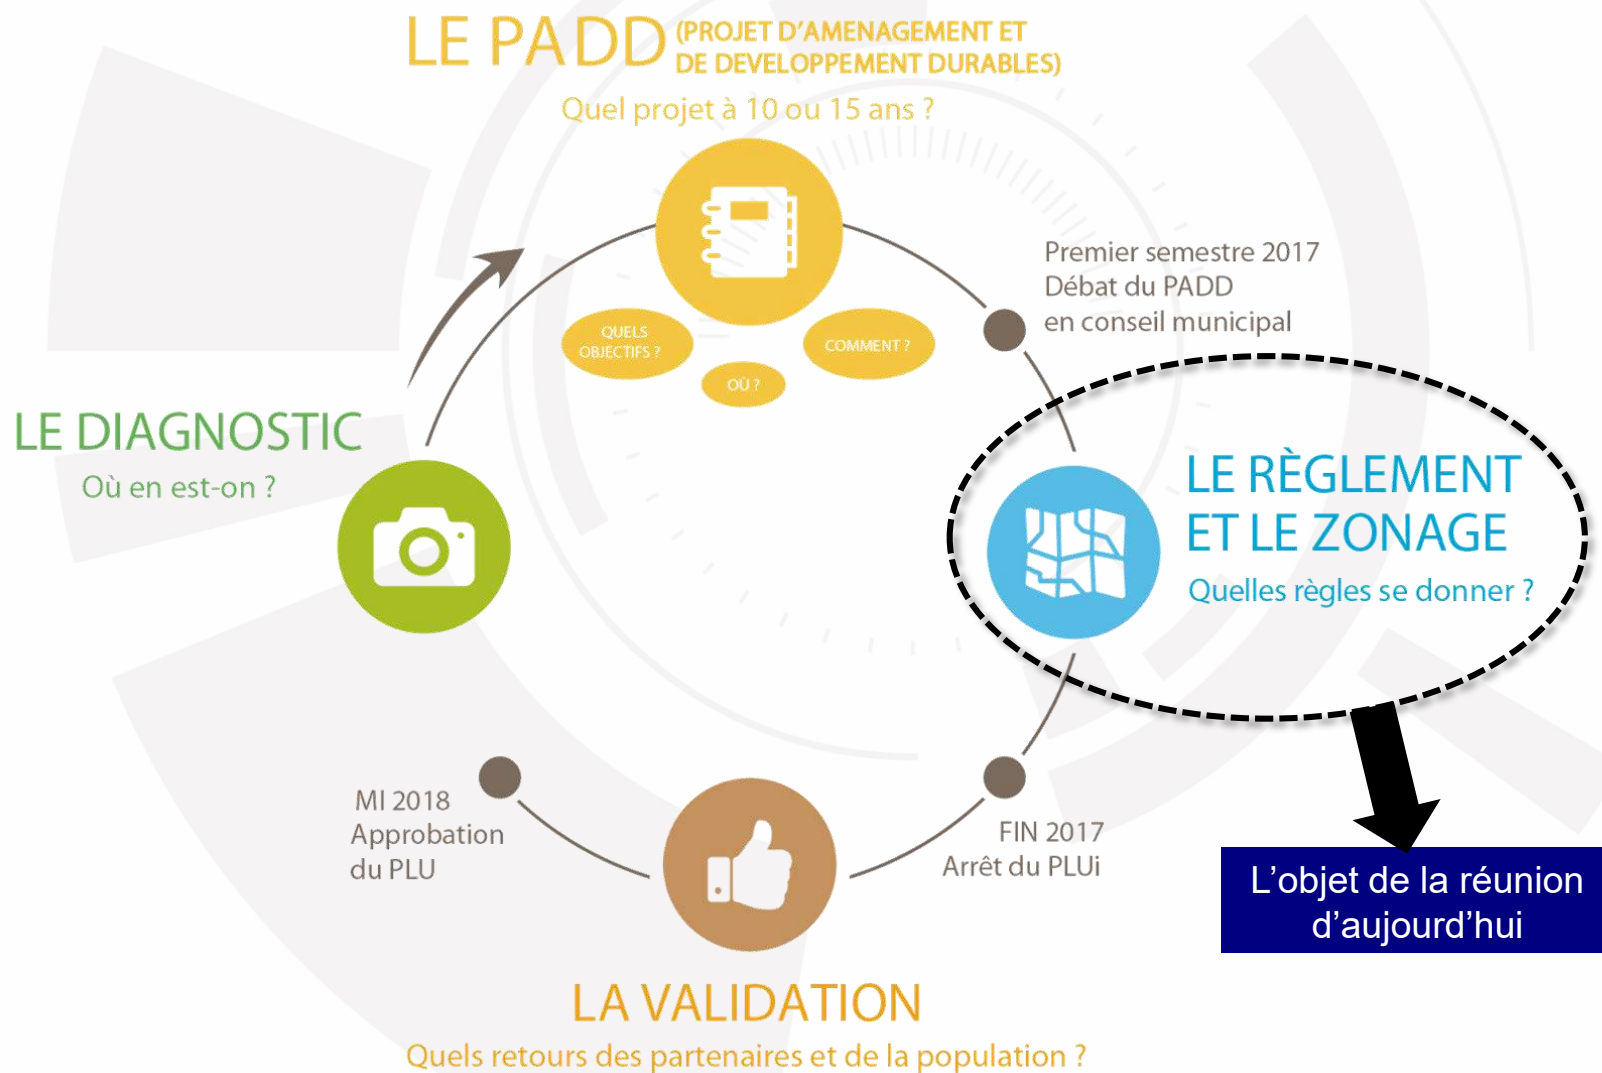 LE PADD (PROJET D'AMENAGEMENT ET
DE DEVELOPPEMENT DURABLES)
Quel projet à 10 ou 15 ans ?
QUELS
OBJECTIFS ?
OÙ ?
COMMENT ?
Premier semestre 2017
Débat du PADD
en conseil municipal
LE DIAGNOSTIC
Où en est-on ?
LE RÈGLEMENT
ET LE ZONAGE
Quelles règles se donner ?
MI 2018
Approbation
du PLU
FIN 2017
Arrêt du PLUi
L’objet de la réunion
d’aujourd’hui
LA VALIDATION
Quels retours des partenaires et de la population ?